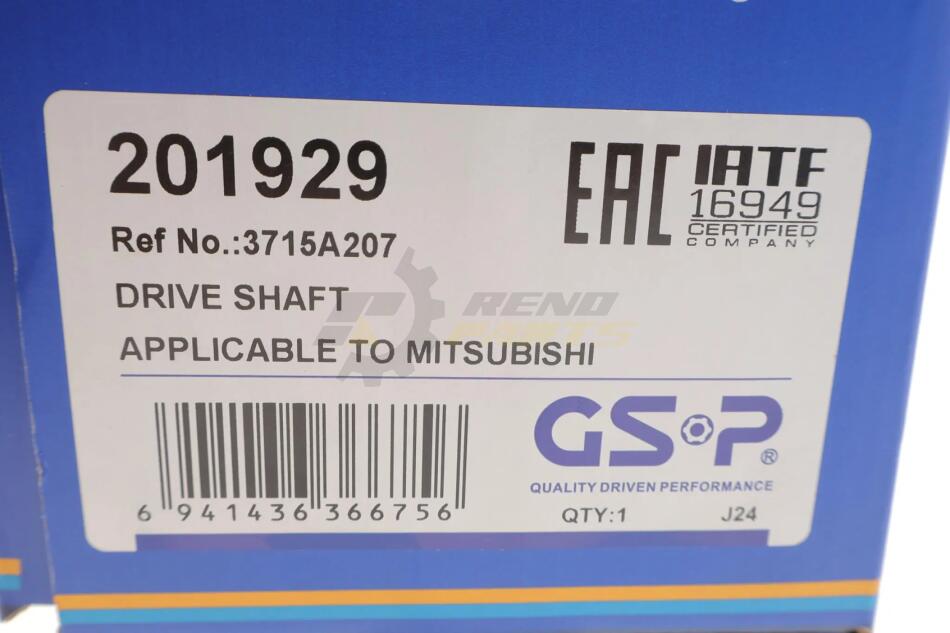 201929
Ref No.:3715A207
DRIVE SHAFT
APPLICABLE TO MITSUBISHI
EAC
IATF
16949
CERTIFIED
COMPANY
RENO
PARTS
6 941436 366756
GSP®
QUALITY DRIVEN PERFORMANCE
QTY:1 J24